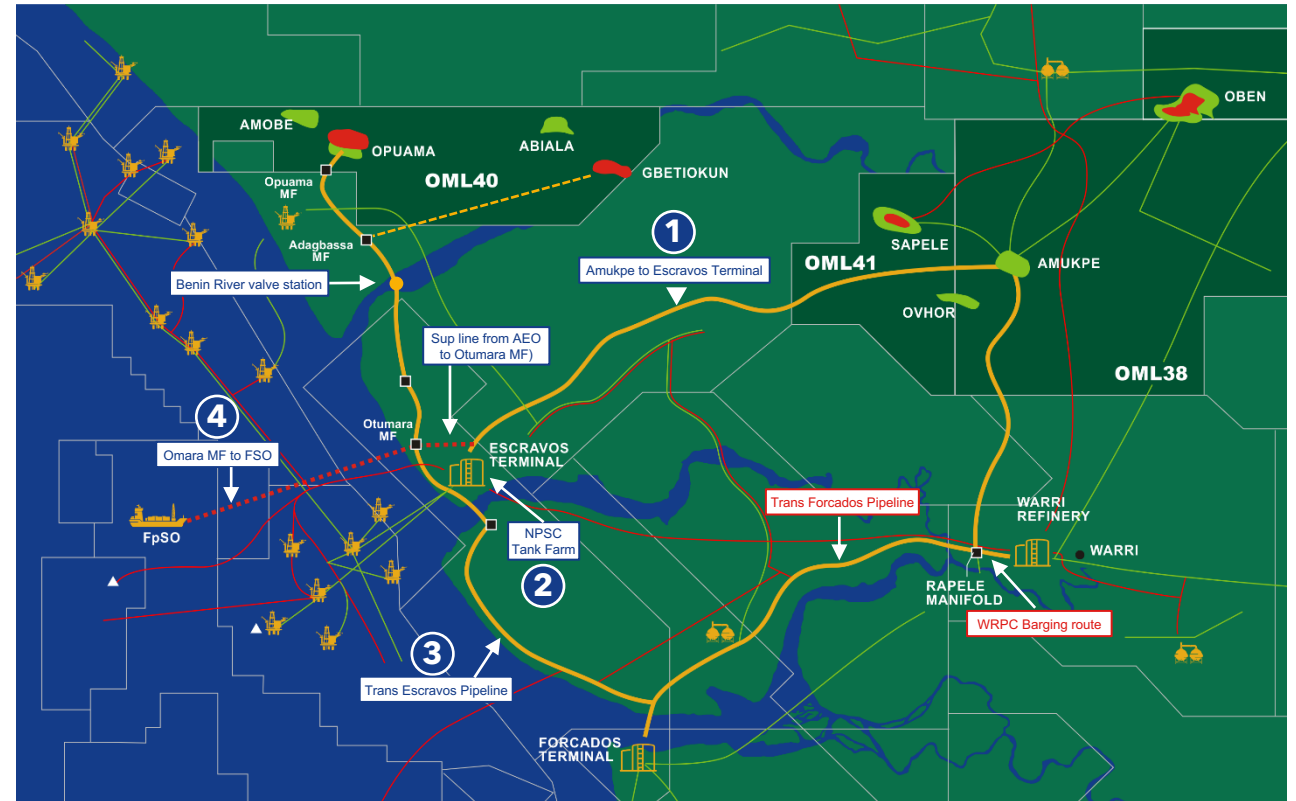 OBEN
AMOBE
OPUAMA
ABIALA
GBETIOKUN
Opuama
MF
OML40
Adagbassa
MF
1
SAPELE
AMUKPE
OML41
Amukpe to Escravos Terminal
Benin River valve station
OVHOR
Sup line from AEO
to Otumara MF)
OML38
4
Otumara
MF
Omara MF to FSO
ESCRAVOS
TERMINAL
Trans Forcados Pipeline
WARRI
REFINERY
FpSO
NPSC
Tank Farm
WARRI
2
RAPELE
MANIFOLD
WRPC Barging route
3
Trans Escravos Pipeline
FORCADOS
TERMINAL